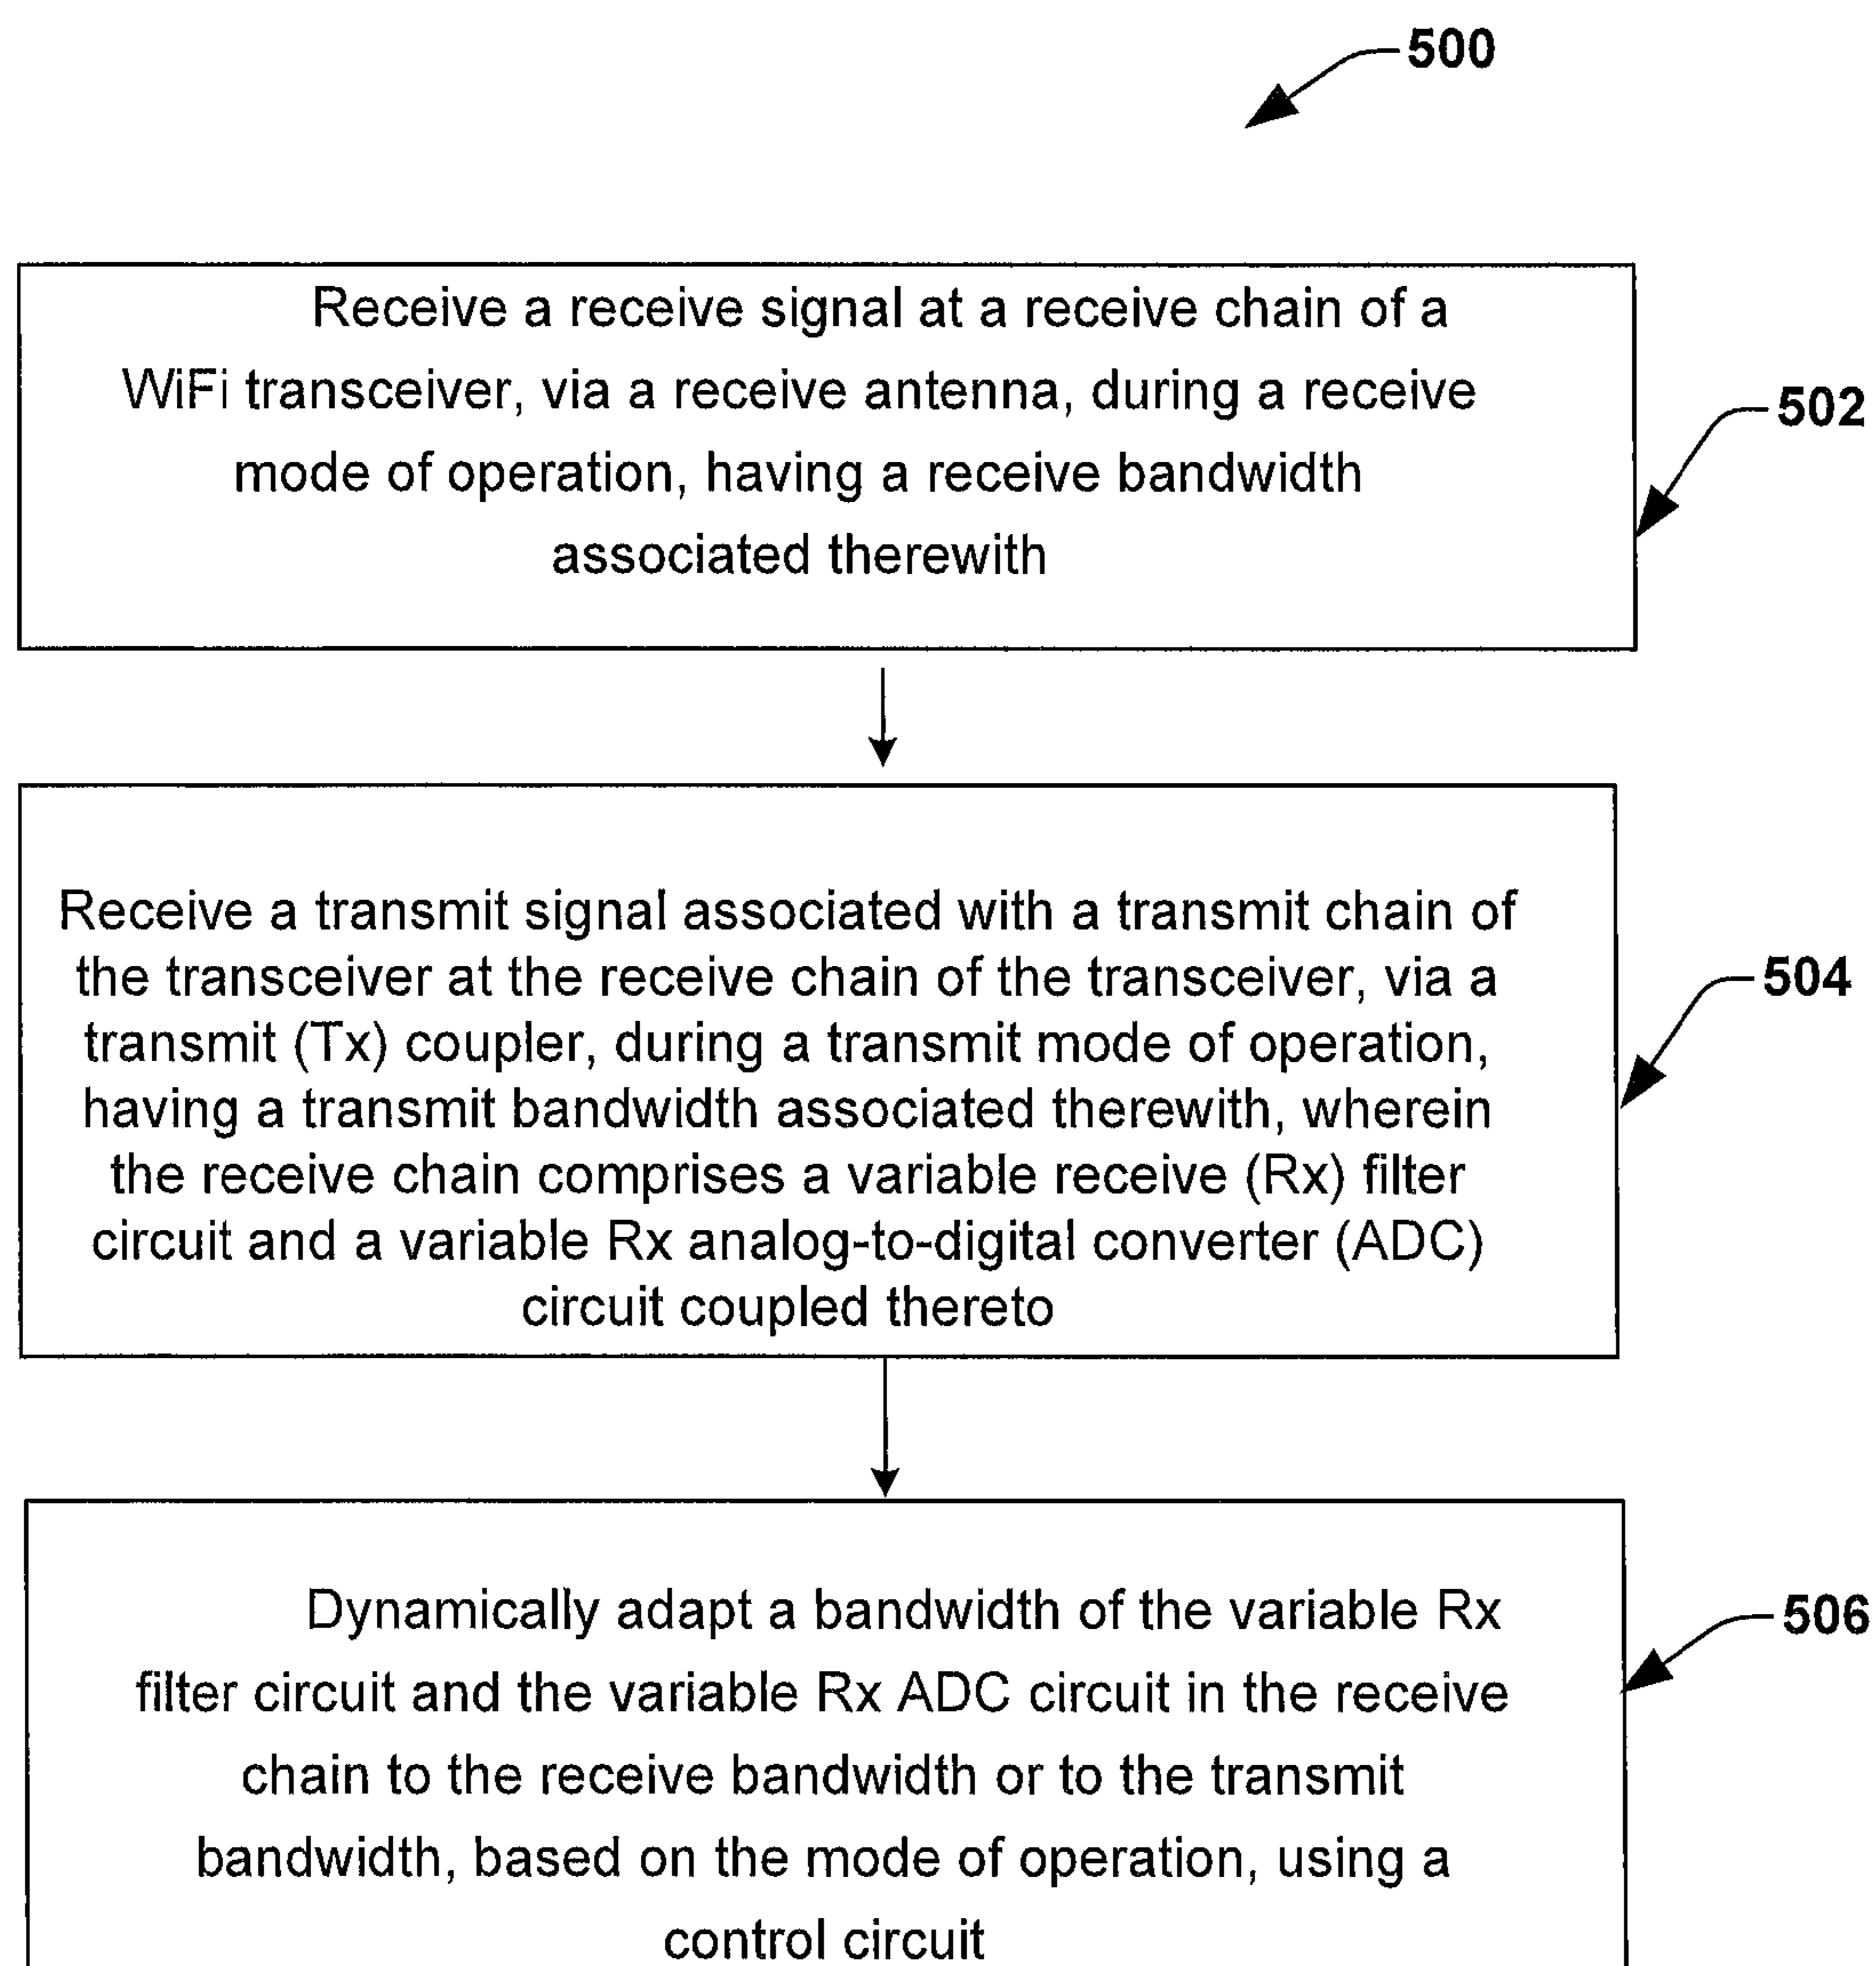 500
Receive a receive signal at a receive chain of a
WiFi transceiver, via a receive antenna, during a receive
mode of operation, having a receive bandwidth
associated therewith
502
Receive a transmit signal associated with a transmit chain of
the transceiver at the receive chain of the transceiver, via a
transmit (Tx) coupler, during a transmit mode of operation,
having a transmit bandwidth associated therewith, wherein
the receive chain comprises a variable receive (Rx) filter
circuit and a variable Rx analog-to-digital converter (ADC)
circuit coupled thereto
504
Dynamically adapt a bandwidth of the variable Rx
filter circuit and the variable Rx ADC circuit in the receive
chain to the receive bandwidth or to the transmit
bandwidth, based on the mode of operation, using a
control circuit
506